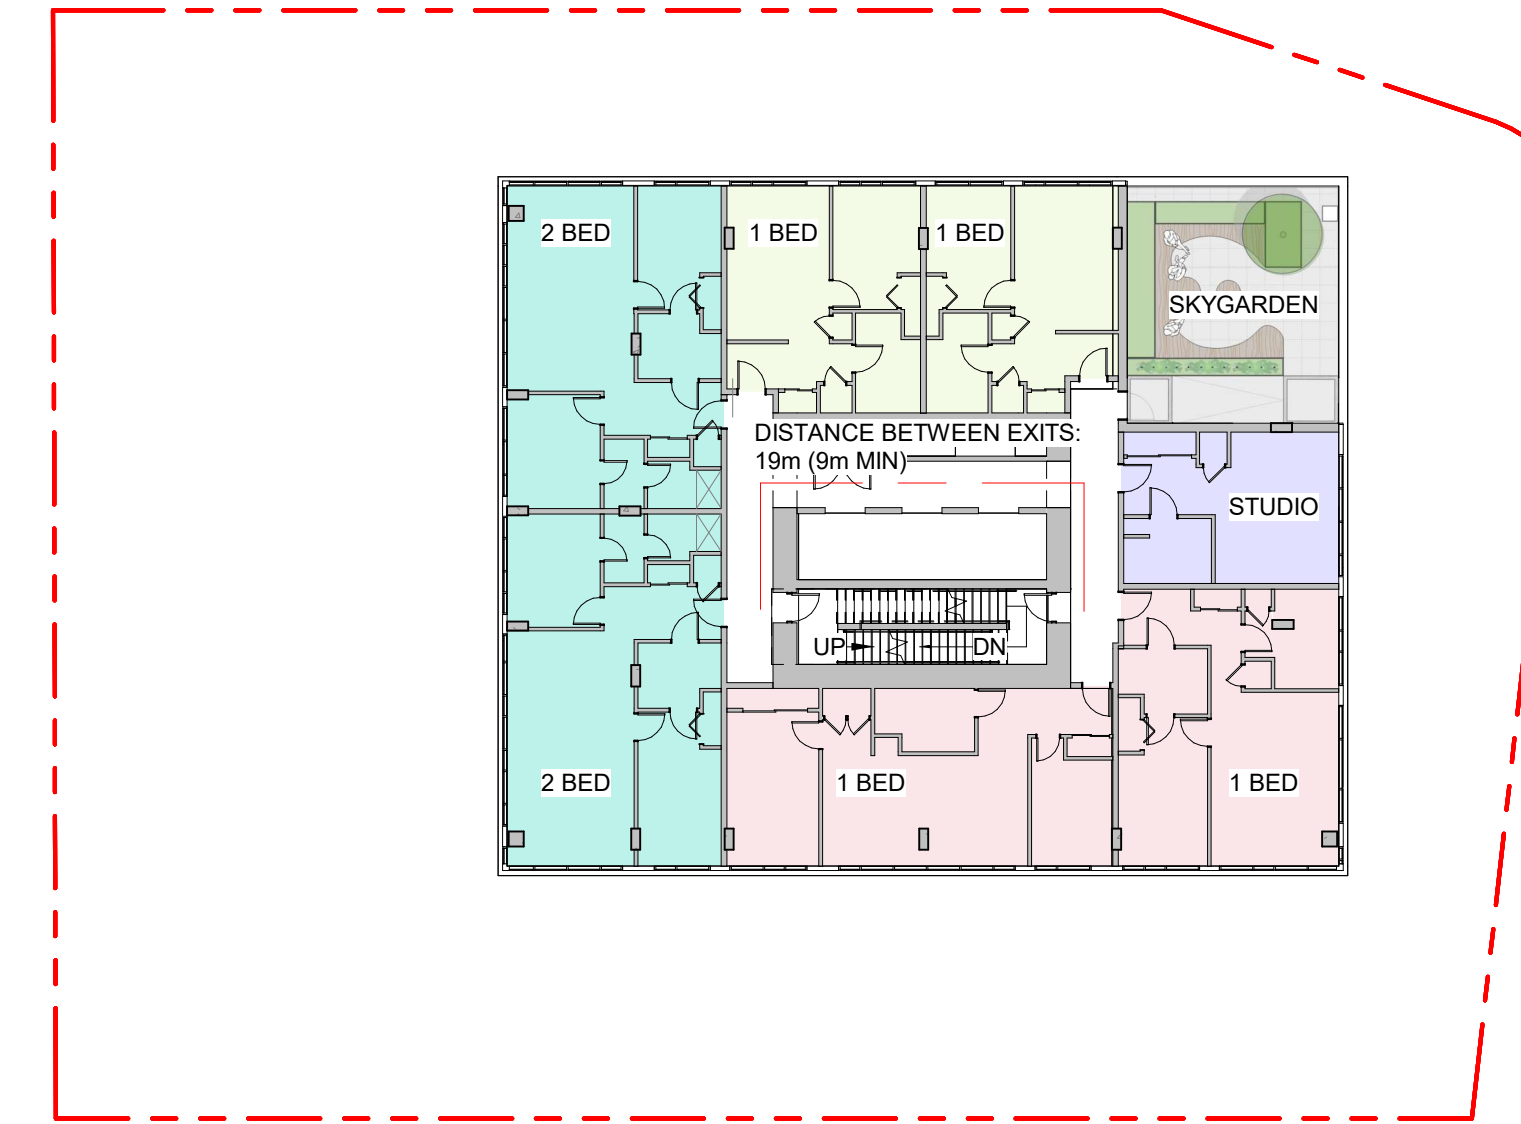 2 BED
1 BED
1 BED
SKYGARDEN
DISTANCE BETWEEN EXITS:
19m (9m MIN)
STUDIO
UP
DN
2 BED
1 BED
1 BED